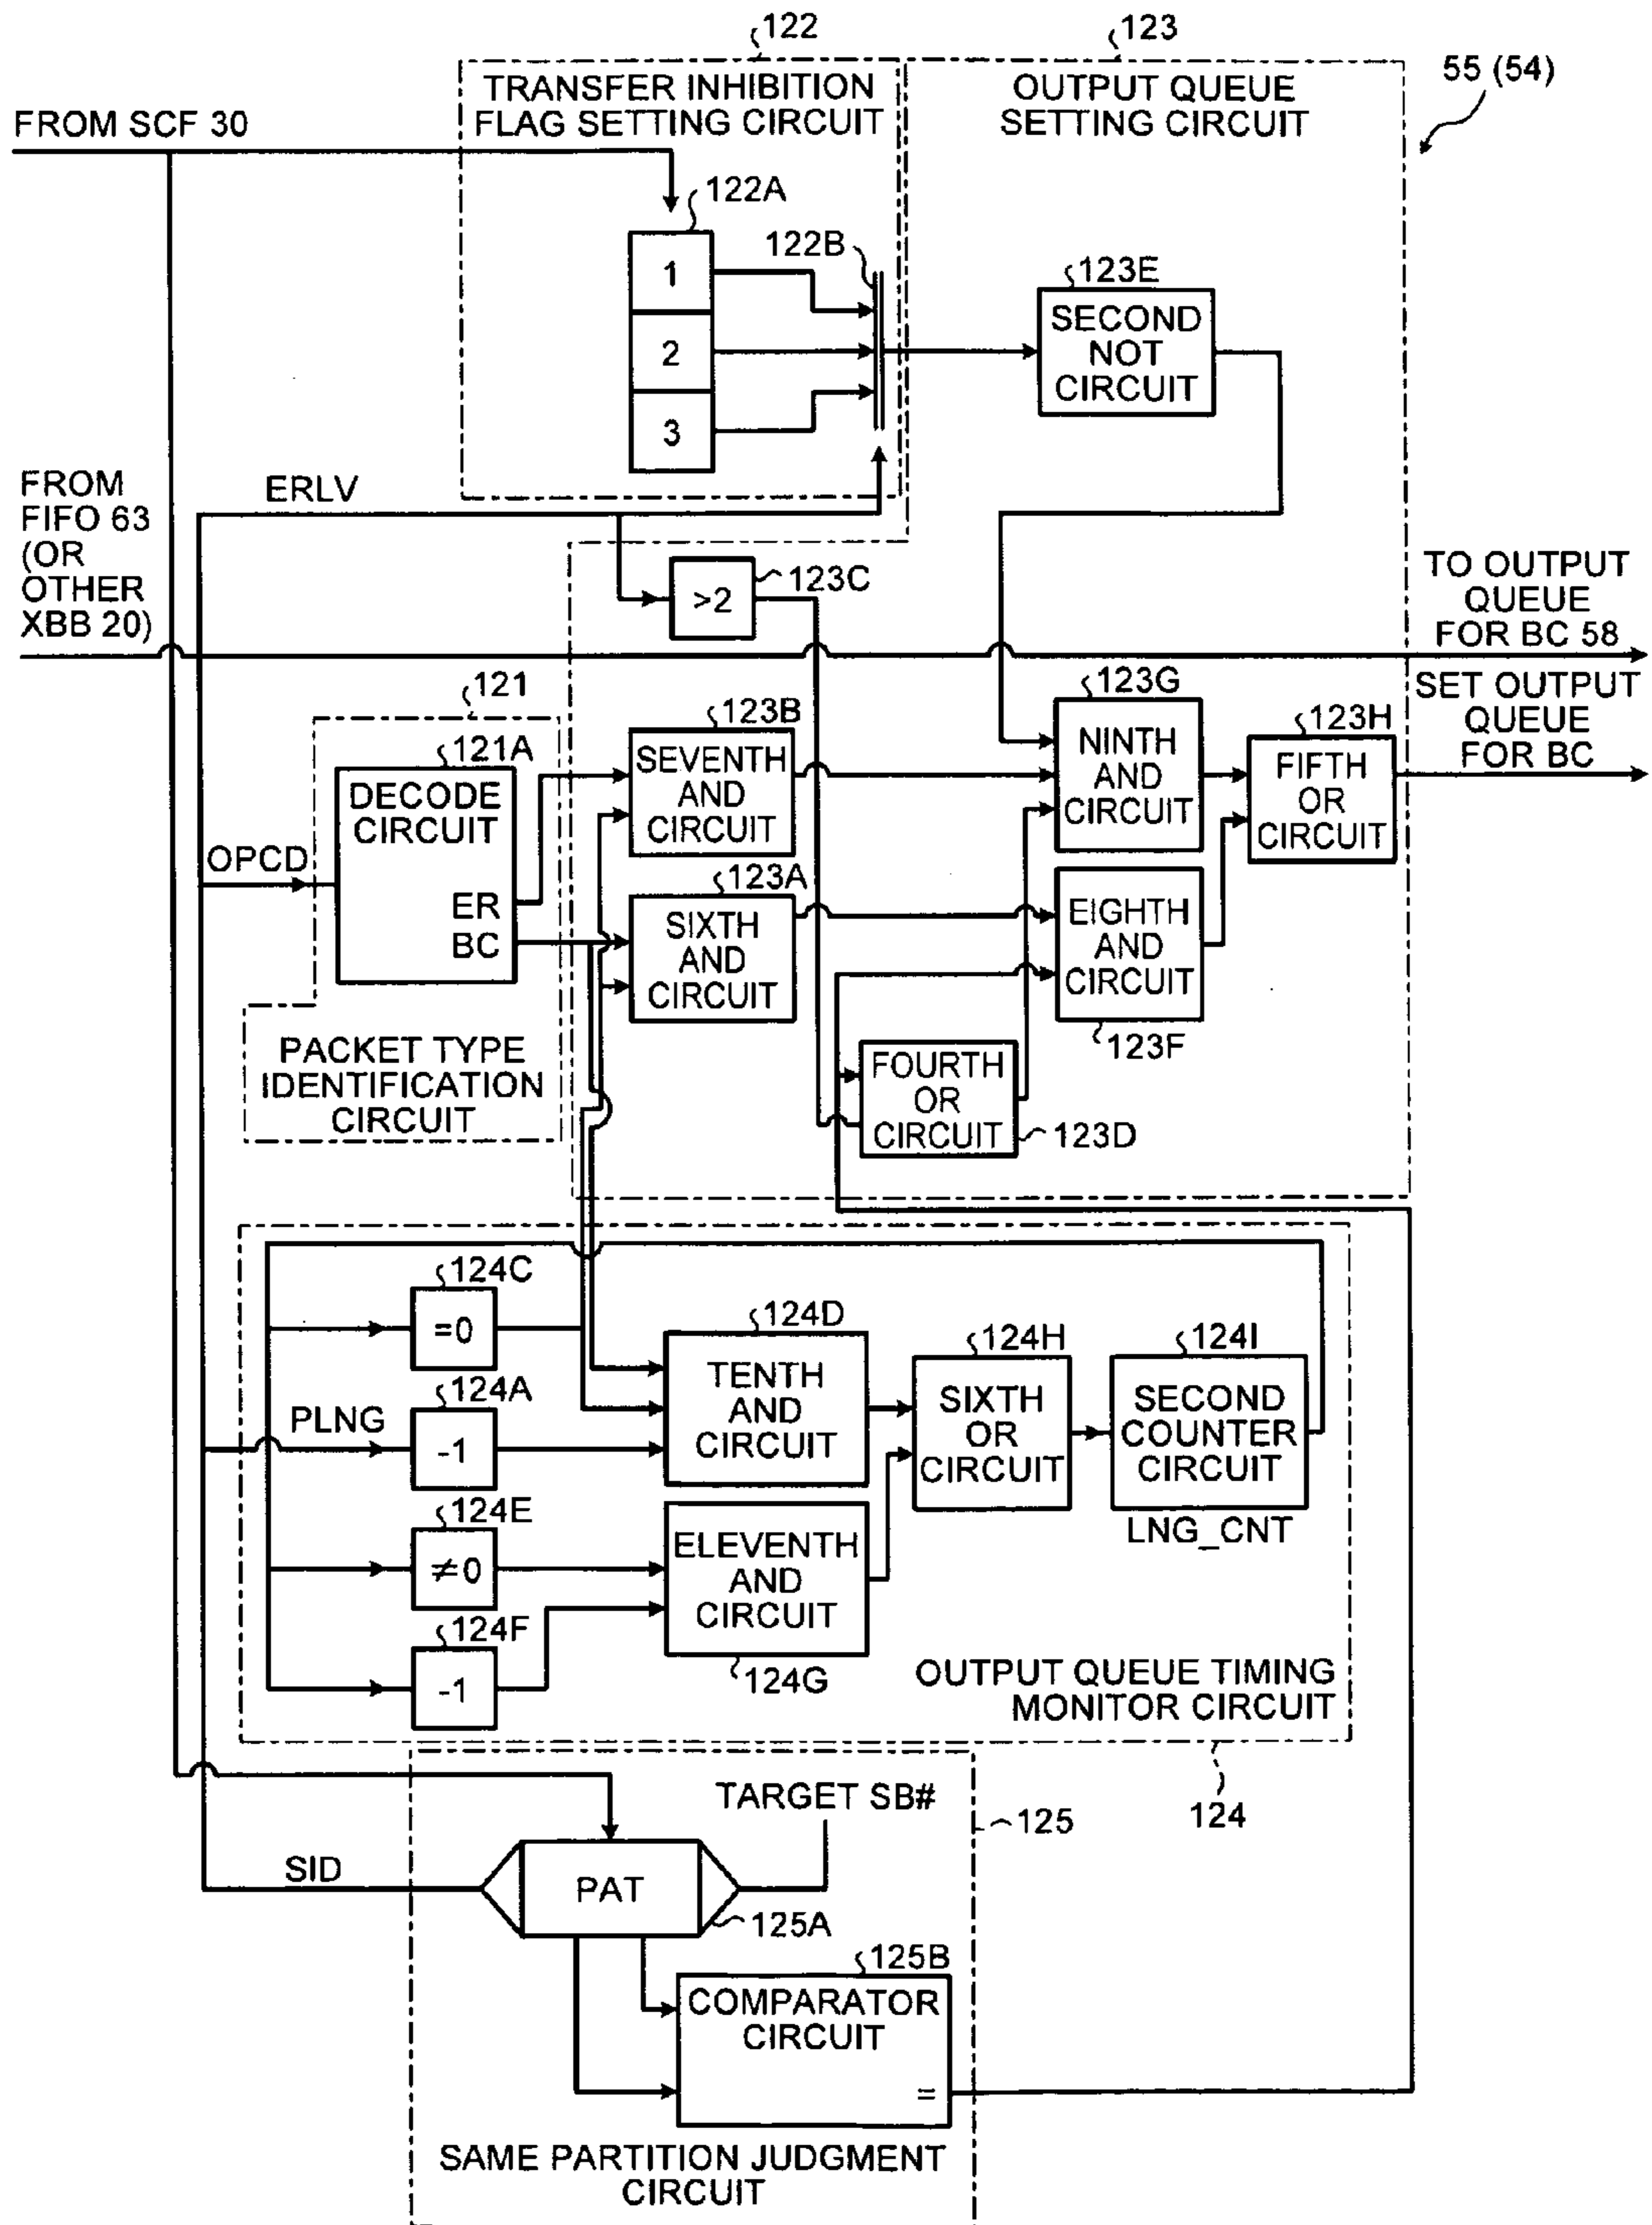 122
123
55 (54)
TRANSFER INHIBITION
FLAG SETTING CIRCUIT
OUTPUT QUEUE
SETTING CIRCUIT
FROM SCF 30
122A
122B
1
2
3
123E
SECOND
NOT
CIRCUIT
FROM
FIFO 63
(OR
OTHER
XBB 20)
ERLV
>2
123C
TO OUTPUT
QUEUE
FOR BC 58
SET OUTPUT
QUEUE
FOR BC
121
121A
DECODE
CIRCUIT
OPCD
ER
BC
PACKET TYPE
IDENTIFICATION
CIRCUIT
123B
SEVENTH
AND
CIRCUIT
123A
SIXTH
AND
CIRCUIT
123G
NINTH
AND
CIRCUIT
123H
FIFTH
OR
CIRCUIT
EIGHTH
AND
CIRCUIT
123F
FOURTH
OR
CIRCUIT
123D
124C
=0
124A
PLNG
-1
124E
≠0
124F
-1
124D
TENTH
AND
CIRCUIT
ELEVENTH
AND
CIRCUIT
124G
124H
SIXTH
OR
CIRCUIT
124I
SECOND
COUNTER
CIRCUIT
LNG_CNT
OUTPUT QUEUE TIMING
MONITOR CIRCUIT
124
TARGET SB#
125
SID
PAT
125A
125B
COMPARATOR
CIRCUIT
=
SAME PARTITION JUDGMENT
CIRCUIT